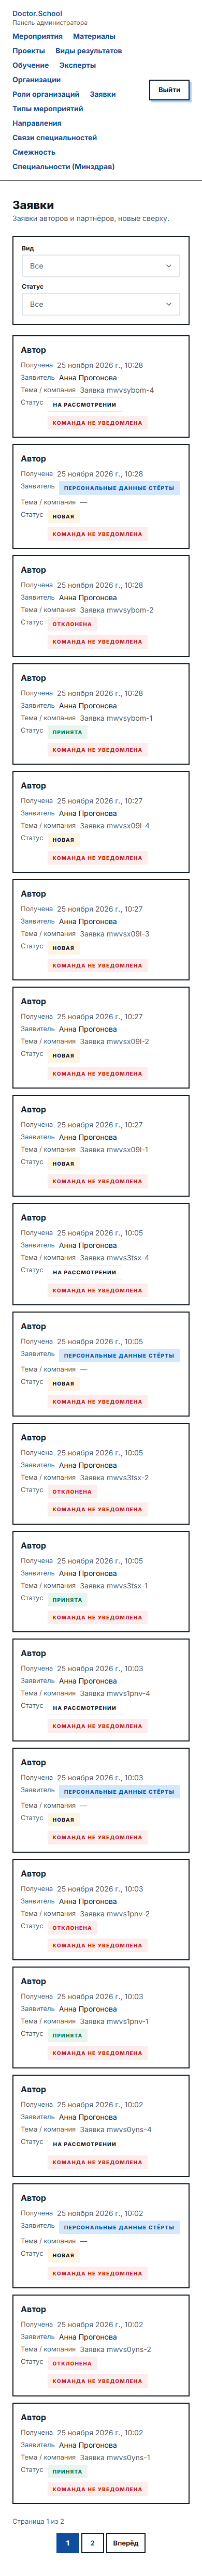 Doctor.School
Панель администратора
Мероприятия Материалы
Проекты Виды результатов
Обучение Эксперты
Организации
Роли организаций Заявки
Типы мероприятий
Направления
Связи специальностей
Смежность
Специальности (Минздрав)
Выйти
Заявки
Заявки авторов и партнёров, новые сверху.
Вид
Все
Статус
Все
Автор
Получена 25 ноября 2026 г., 10:28
Заявитель Анна Прогонова
Тема / компания Заявка mwvsybom-4
Статус НА РАССМОТРЕНИИ
КОМАНДА НЕ УВЕДОМЛЕНА
Автор
Получена 25 ноября 2026 г., 10:28
Заявитель ПЕРСОНАЛЬНЫЕ ДАННЫЕ СТЁРТЫ
Тема / компания —
Статус НОВАЯ
КОМАНДА НЕ УВЕДОМЛЕНА
Автор
Получена 25 ноября 2026 г., 10:28
Заявитель Анна Прогонова
Тема / компания Заявка mwvsybom-2
Статус ОТКЛОНЕНА
КОМАНДА НЕ УВЕДОМЛЕНА
Автор
Получена 25 ноября 2026 г., 10:28
Заявитель Анна Прогонова
Тема / компания Заявка mwvsybom-1
Статус ПРИНЯТА
КОМАНДА НЕ УВЕДОМЛЕНА
Автор
Получена 25 ноября 2026 г., 10:27
Заявитель Анна Прогонова
Тема / компания Заявка mwvsx09l-4
Статус НОВАЯ
КОМАНДА НЕ УВЕДОМЛЕНА
Автор
Получена 25 ноября 2026 г., 10:27
Заявитель Анна Прогонова
Тема / компания Заявка mwvsx09l-3
Статус НОВАЯ
КОМАНДА НЕ УВЕДОМЛЕНА
Автор
Получена 25 ноября 2026 г., 10:27
Заявитель Анна Прогонова
Тема / компания Заявка mwvsx09l-2
Статус НОВАЯ
КОМАНДА НЕ УВЕДОМЛЕНА
Автор
Получена 25 ноября 2026 г., 10:27
Заявитель Анна Прогонова
Тема / компания Заявка mwvsx09l-1
Статус НОВАЯ
КОМАНДА НЕ УВЕДОМЛЕНА
Автор
Получена 25 ноября 2026 г., 10:05
Заявитель Анна Прогонова
Тема / компания Заявка mwvs3tsx-4
Статус НА РАССМОТРЕНИИ
КОМАНДА НЕ УВЕДОМЛЕНА
Автор
Получена 25 ноября 2026 г., 10:05
Заявитель ПЕРСОНАЛЬНЫЕ ДАННЫЕ СТЁРТЫ
Тема / компания —
Статус НОВАЯ
КОМАНДА НЕ УВЕДОМЛЕНА
Автор
Получена 25 ноября 2026 г., 10:05
Заявитель Анна Прогонова
Тема / компания Заявка mwvs3tsx-2
Статус ОТКЛОНЕНА
КОМАНДА НЕ УВЕДОМЛЕНА
Автор
Получена 25 ноября 2026 г., 10:05
Заявитель Анна Прогонова
Тема / компания Заявка mwvs3tsx-1
Статус ПРИНЯТА
КОМАНДА НЕ УВЕДОМЛЕНА
Автор
Получена 25 ноября 2026 г., 10:03
Заявитель Анна Прогонова
Тема / компания Заявка mwvs1pnv-4
Статус НА РАССМОТРЕНИИ
КОМАНДА НЕ УВЕДОМЛЕНА
Автор
Получена 25 ноября 2026 г., 10:03
Заявитель ПЕРСОНАЛЬНЫЕ ДАННЫЕ СТЁРТЫ
Тема / компания —
Статус НОВАЯ
КОМАНДА НЕ УВЕДОМЛЕНА
Автор
Получена 25 ноября 2026 г., 10:03
Заявитель Анна Прогонова
Тема / компания Заявка mwvs1pnv-2
Статус ОТКЛОНЕНА
КОМАНДА НЕ УВЕДОМЛЕНА
Автор
Получена 25 ноября 2026 г., 10:03
Заявитель Анна Прогонова
Тема / компания Заявка mwvs1pnv-1
Статус ПРИНЯТА
КОМАНДА НЕ УВЕДОМЛЕНА
Автор
Получена 25 ноября 2026 г., 10:02
Заявитель Анна Прогонова
Тема / компания Заявка mwvs0yns-4
Статус НА РАССМОТРЕНИИ
КОМАНДА НЕ УВЕДОМЛЕНА
Автор
Получена 25 ноября 2026 г., 10:02
Заявитель ПЕРСОНАЛЬНЫЕ ДАННЫЕ СТЁРТЫ
Тема / компания —
Статус НОВАЯ
КОМАНДА НЕ УВЕДОМЛЕНА
Автор
Получена 25 ноября 2026 г., 10:02
Заявитель Анна Прогонова
Тема / компания Заявка mwvs0yns-2
Статус ОТКЛОНЕНА
КОМАНДА НЕ УВЕДОМЛЕНА
Автор
Получена 25 ноября 2026 г., 10:02
Заявитель Анна Прогонова
Тема / компания Заявка mwvs0yns-1
Статус ПРИНЯТА
КОМАНДА НЕ УВЕДОМЛЕНА
Страница 1 из 2
1 2 Вперёд